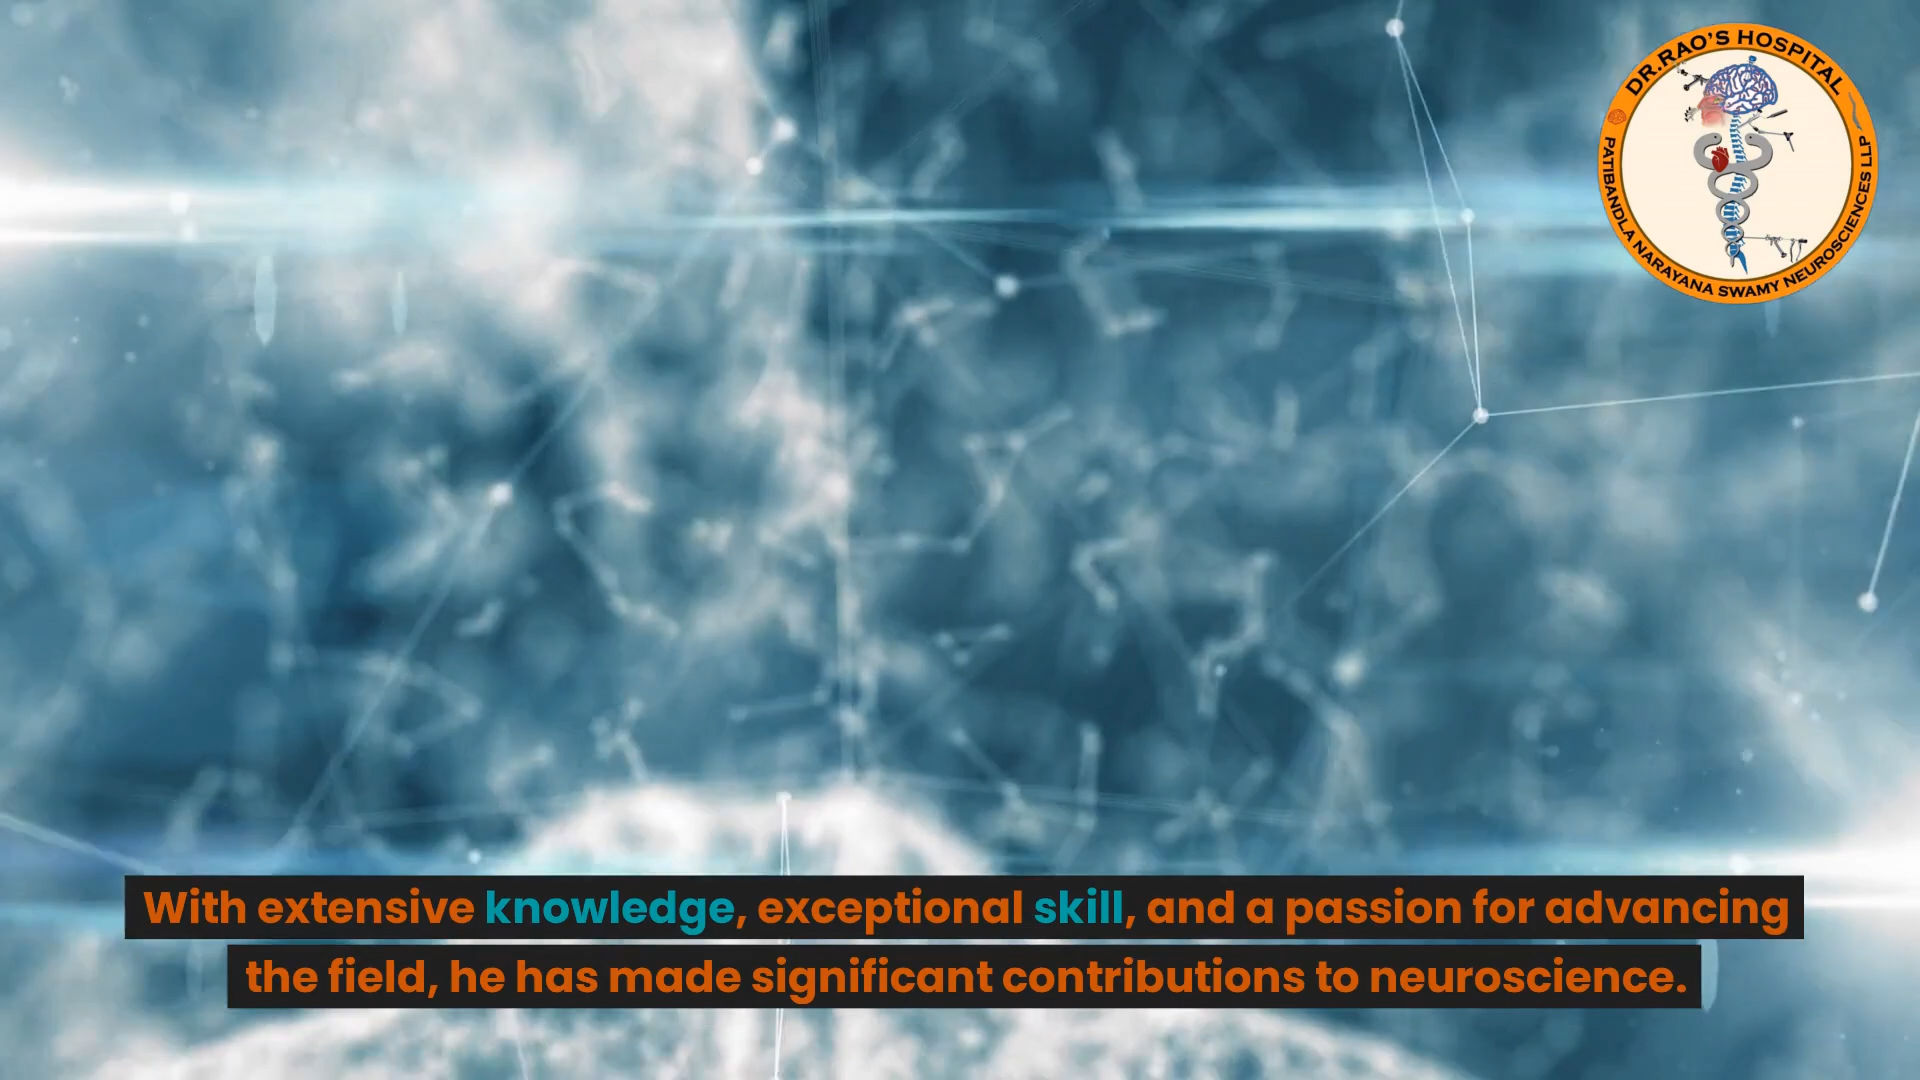 DR.RAO'S HOSPITAL
PATIBANDLA NARAYANA SWAMY NEUROSCIENCES LLP
With extensive knowledge, exceptional skill, and a passion for advancing
the field, he has made significant contributions to neuroscience.